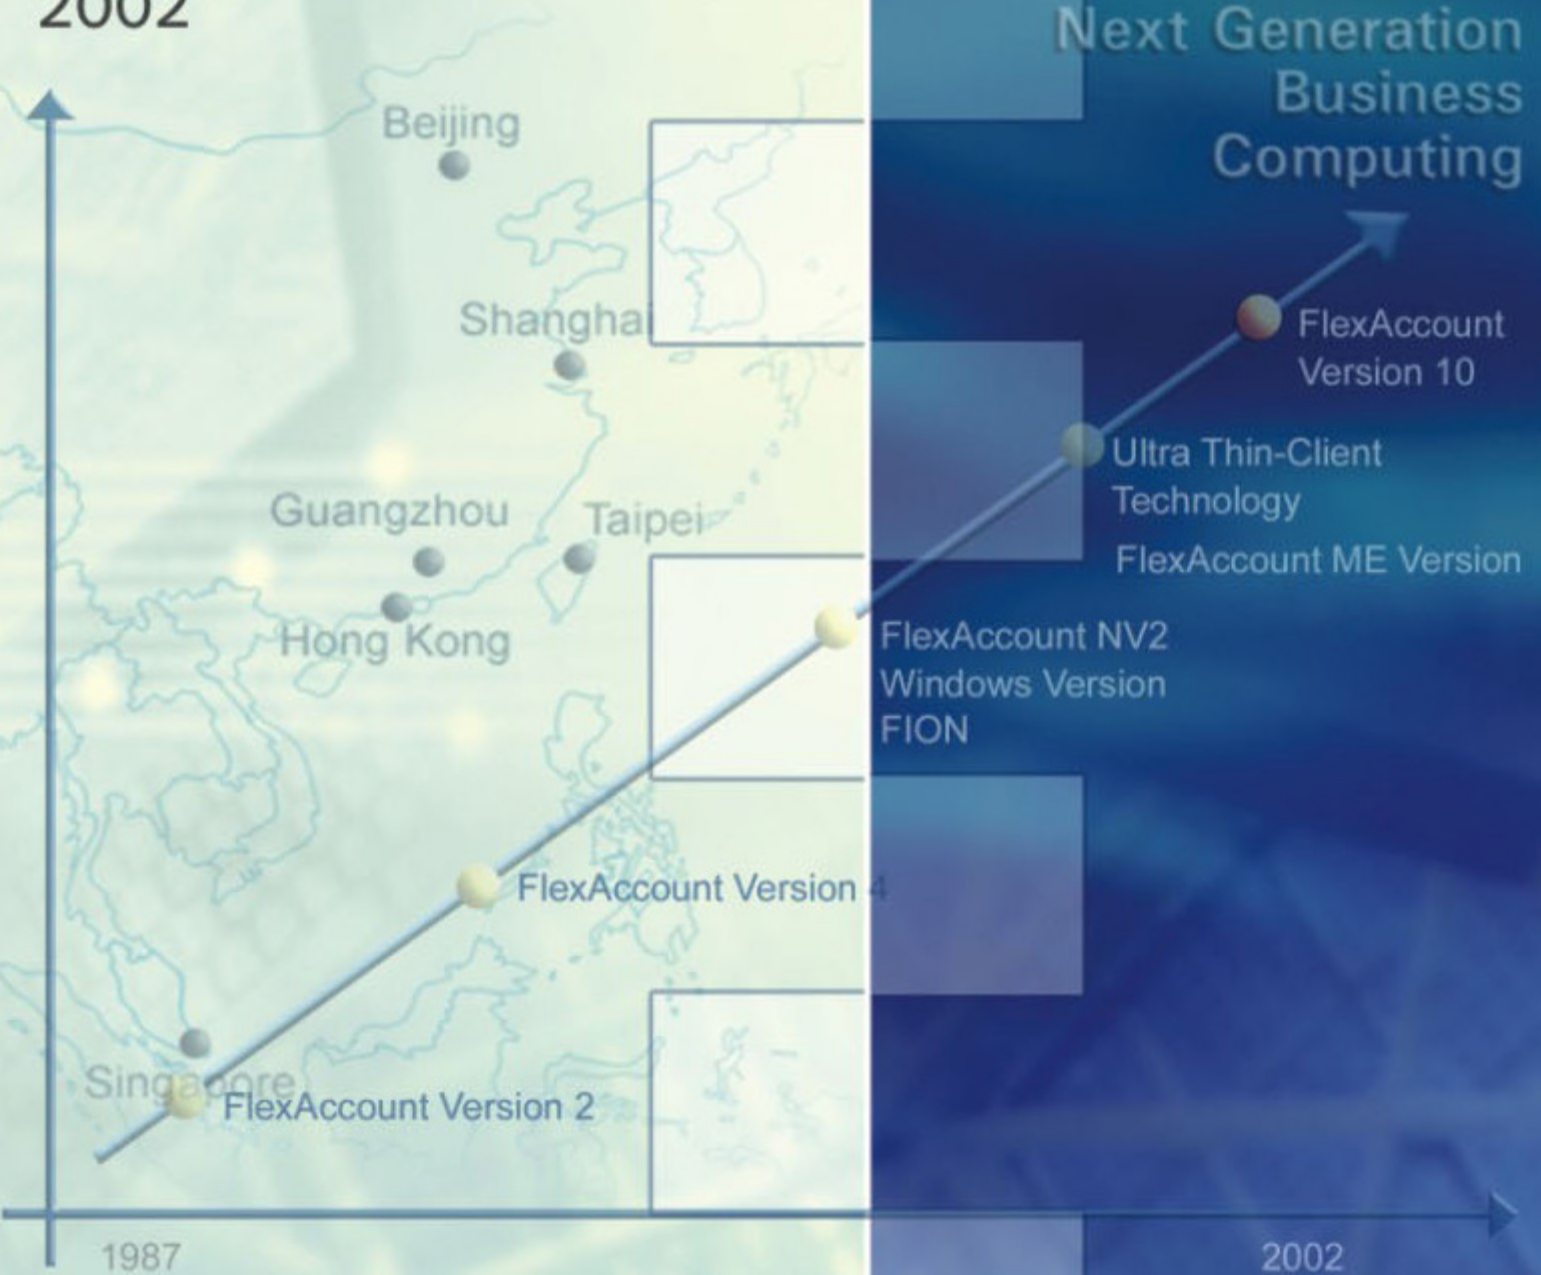 2002
Next Generation
Business
Computing
Beijing
Shanghai
FlexAccount
Version 10
Ultra Thin-Client
Technology
Guangzhou
Taipei
FlexAccount ME Version
Hong Kong
FlexAccount NV2
Windows Version
FION
FlexAccount Version 4
Singapore
FlexAccount Version 2
1987
2002